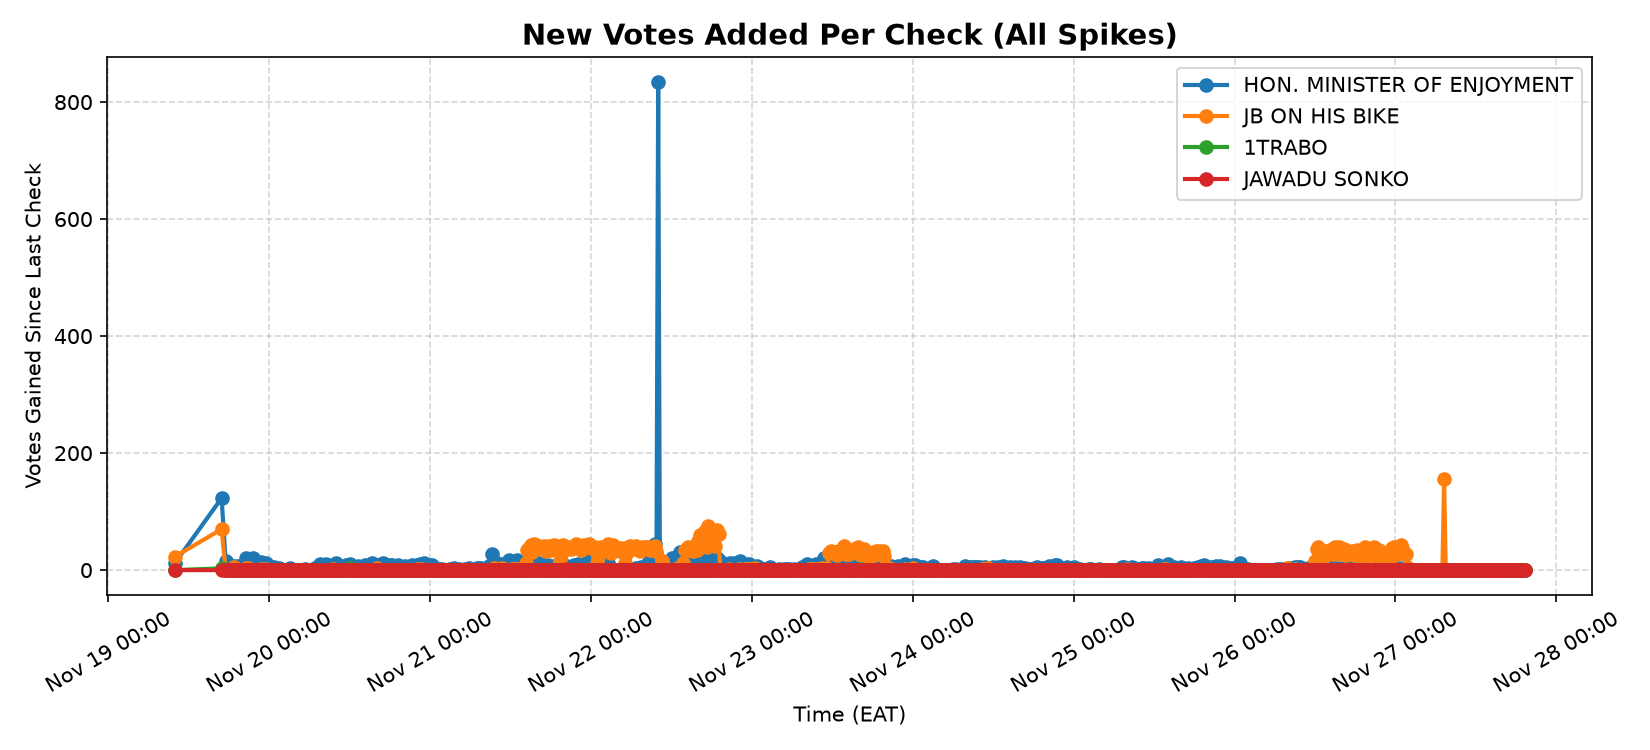 New Votes Added Per Check (All Spikes)
HON. MINISTER OF ENJOYMENT
JB ON HIS BIKE
1TRABO
JAWADU SONKO
Votes Gained Since Last Check
800
600
400
200
0
Nov 19 00:00
Nov 20 00:00
Nov 21 00:00
Nov 22 00:00
Nov 23 00:00
Nov 24 00:00
Nov 25 00:00
Nov 26 00:00
Nov 27 00:00
Nov 28 00:00
Time (EAT)